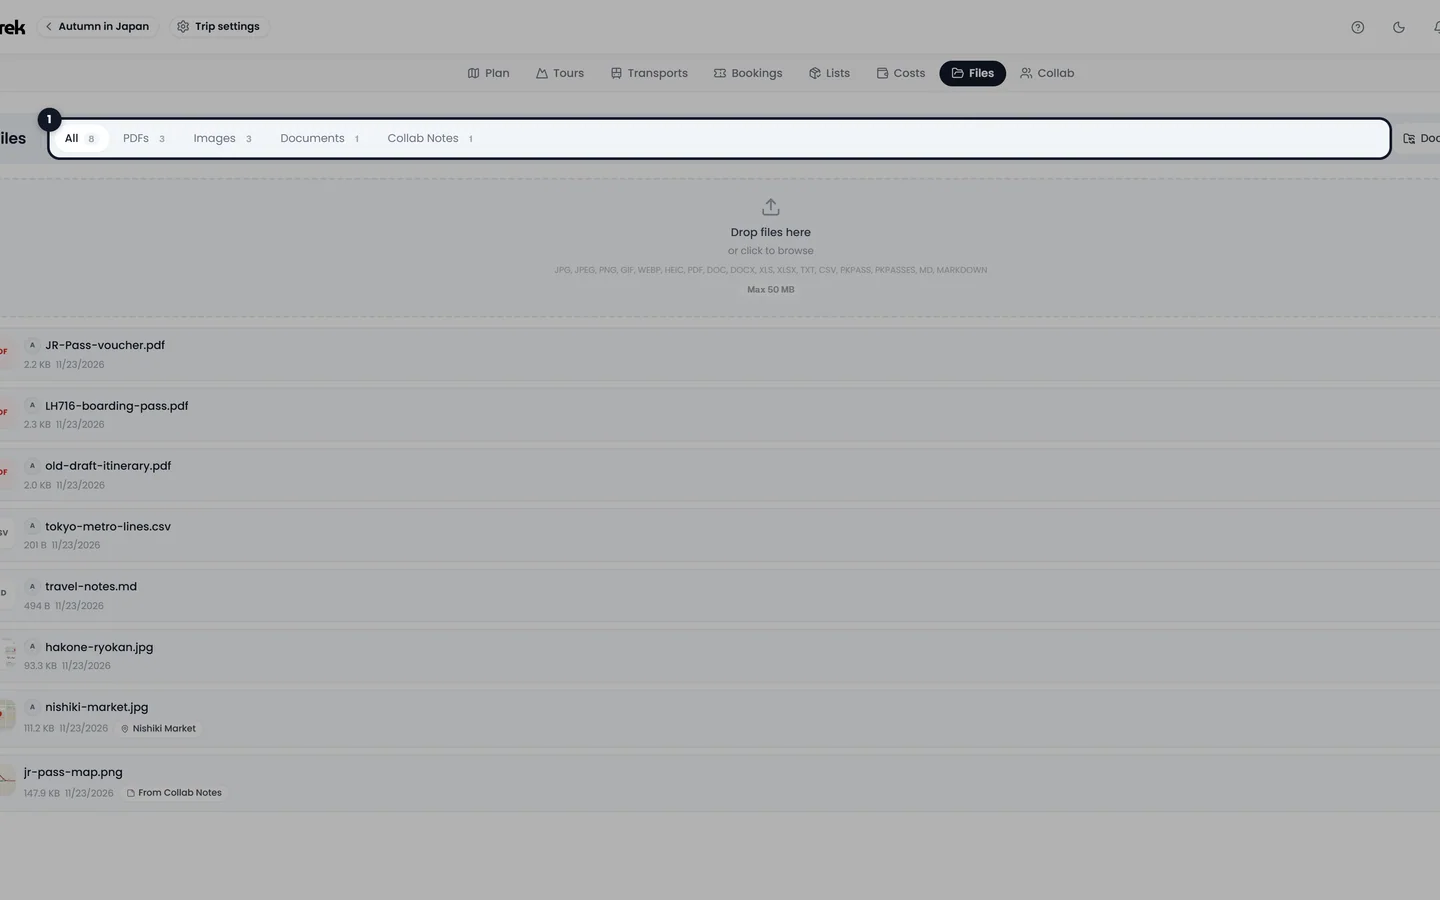 rek
Autumn in Japan
Trip settings
Plan
Tours
Transports
Bookings
Lists
Costs
Files
Collab
1
iles
All 8
PDFs 3
Images 3
Documents 1
Collab Notes 1
Doc
Drop files here
or click to browse
JPG, JPEG, PNG, GIF, WEBP, HEIC, PDF, DOC, DOCX, XLS, XLSX, TXT, CSV, PKPASS, PKPASSES, MD, MARKDOWN
Max 50 MB
DF
A JR-Pass-voucher.pdf
2.2 KB 11/23/2026
DF
A LH716-boarding-pass.pdf
2.3 KB 11/23/2026
DF
A old-draft-itinerary.pdf
2.0 KB 11/23/2026
SV
A tokyo-metro-lines.csv
201 B 11/23/2026
D
A travel-notes.md
494 B 11/23/2026
A hakone-ryokan.jpg
93.3 KB 11/23/2026
A nishiki-market.jpg
111.2 KB 11/23/2026 Nishiki Market
jr-pass-map.png
147.9 KB 11/23/2026 From Collab Notes